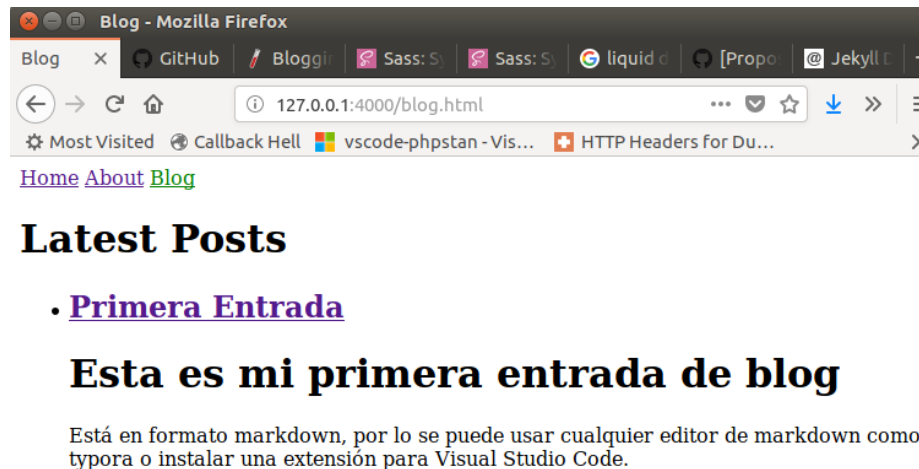 Blog - Mozilla Firefox
Blog GitHub Bloggin Sass: Sy Sass: Sy liquid d [Propo Jekyll D
127.0.0.1:4000/blog.html
Most Visited Callback Hell vscode-phpstan - Vis... HTTP Headers for Du...
Home About Blog
Latest Posts
Primera Entrada
Esta es mi primera entrada de blog
Está en formato markdown, por lo se puede usar cualquier editor de markdown como
typora o instalar una extensión para Visual Studio Code.